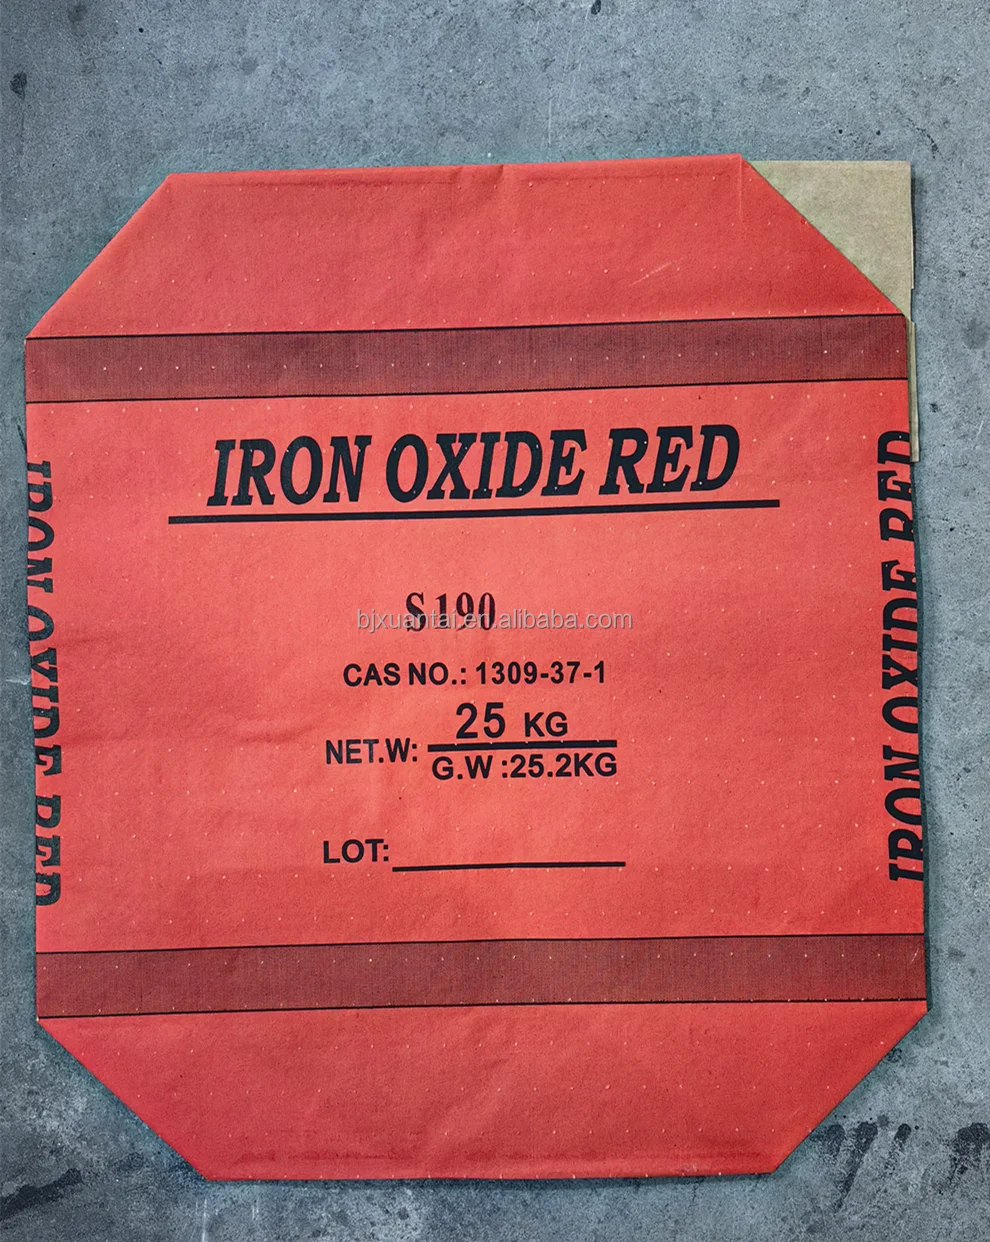 IRON OXIDE RED
S190
bjxuantai.en.alibaba.com
CAS NO.: 1309-37-1
NET.W: 25 KG
G.W :25.2KG
LOT:
IRON OXIDE RED
IRON OXIDE RED